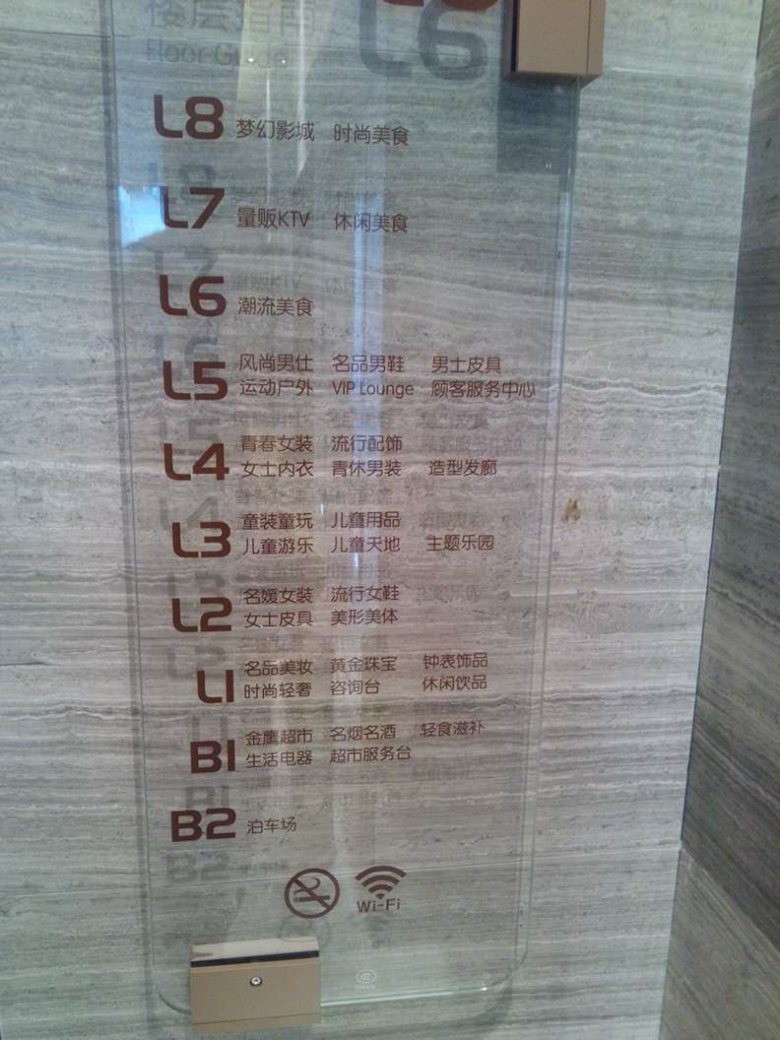 楼层指南
Floor Guide
L6
L8 梦幻影城 时尚美食
L7 量贩KTV 休闲美食
L6 潮流美食
L5 风尚男仕 名品男鞋 男士皮具
运动户外 VIP Lounge 顾客服务中心
L4 青春女装 流行配饰
女士内衣 青休男装 造型发廊
L3 童装童玩 儿童用品
儿童游乐 儿童天地 主题乐园
L2 名媛女装 流行女鞋
女士皮具 美形美体
L1 名品美妆 黄金珠宝 钟表饰品
时尚轻奢 咨询台 休闲饮品
B1 金鹰超市 名烟名酒 轻食滋补
生活电器 超市服务台
B2 泊车场
Wi-Fi